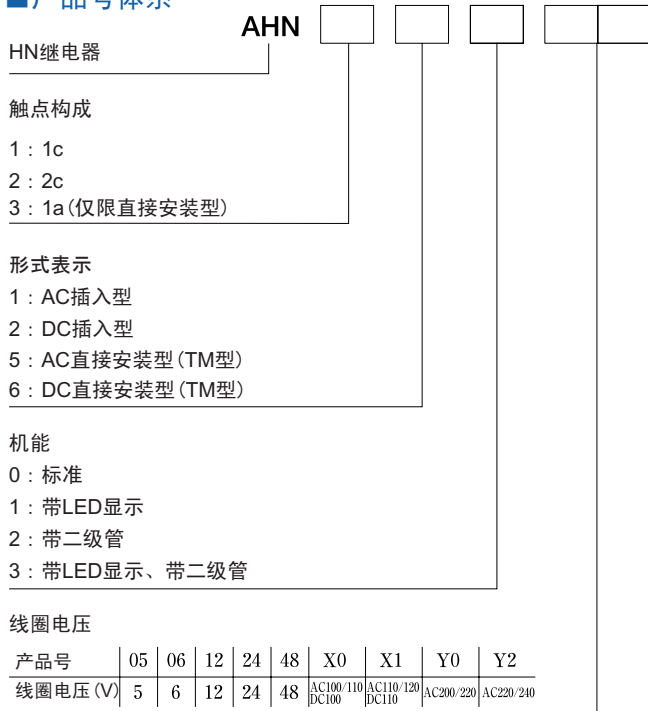 ■产品号体系
AHN
HN继电器
触点构成
1：1c
2：2c
3：1a(仅限直接安装型)
形式表示
1：AC插入型
2：DC插入型
5：AC直接安装型(TM型)
6：DC直接安装型(TM型)
机能
0：标准
1：带LED显示
2：带二级管
3：带LED显示、带二级管
线圈电压
产品号 05 06 12 24 48 X0 X1 Y0 Y2
线圈电压(V) 5 6 12 24 48 AC100/110 DC100 AC110/120 DC110 AC200/220 AC220/240